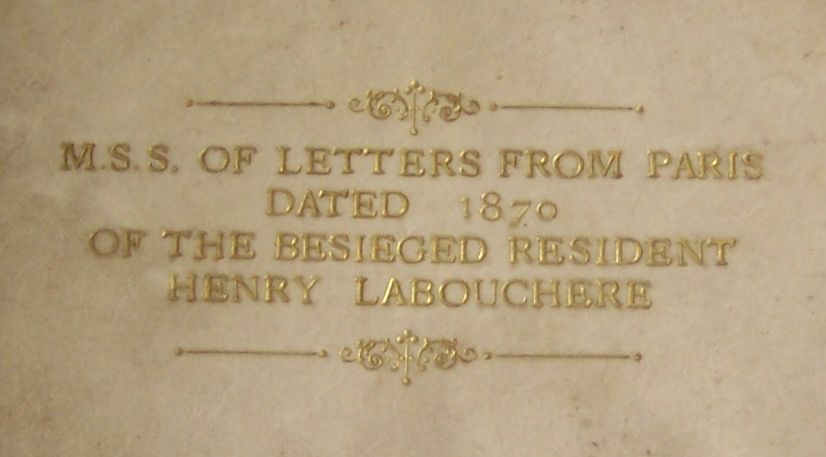 M.S.S. OF LETTERS FROM PARIS
DATED 1870
OF THE BESIEGED RESIDENT
HENRY LABOUCHERE